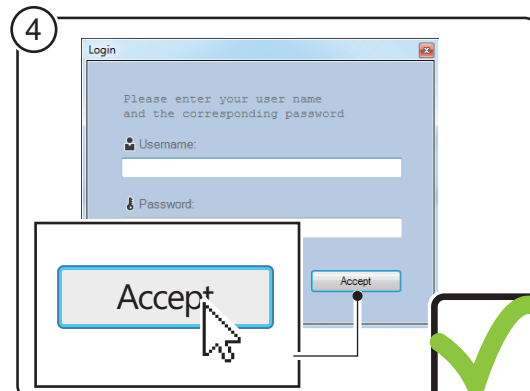 4
Login
Please enter your user name
and the corresponding password
Username:
Password:
Accept
Accept